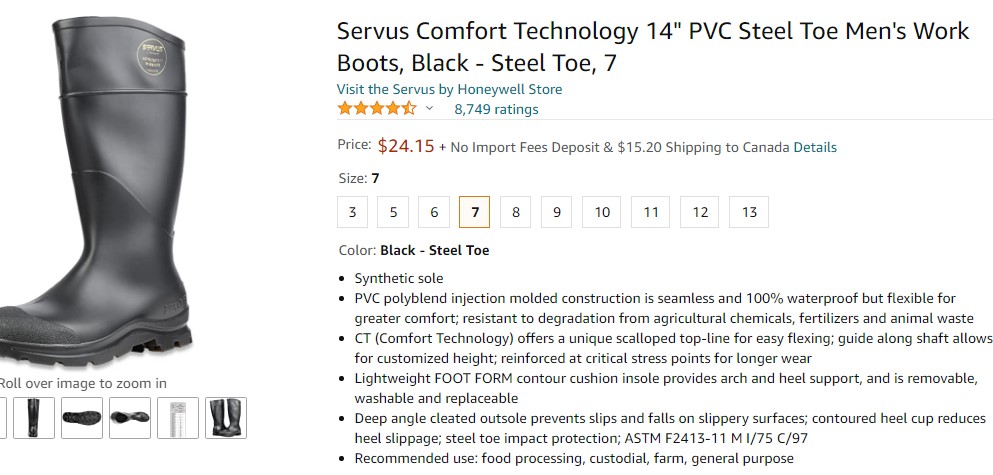 Servus Comfort Technology 14" PVC Steel Toe Men's Work
Boots, Black - Steel Toe, 7
Visit the Servus by Honeywell Store
8,749 ratings
Price: $24.15 + No Import Fees Deposit & $15.20 Shipping to Canada Details
Size: 7
3 5 6 7 8 9 10 11 12 13
Color: Black - Steel Toe
• Synthetic sole
• PVC polyblend injection molded construction is seamless and 100% waterproof but flexible for
greater comfort; resistant to degradation from agricultural chemicals, fertilizers and animal waste
• CT (Comfort Technology) offers a unique scalloped top-line for easy flexing; guide along shaft allows
for customized height; reinforced at critical stress points for longer wear
• Lightweight FOOT FORM contour cushion insole provides arch and heel support, and is removable,
washable and replaceable
• Deep angle cleated outsole prevents slips and falls on slippery surfaces; contoured heel cup reduces
heel slippage; steel toe impact protection; ASTM F2413-11 M I/75 C/97
• Recommended use: food processing, custodial, farm, general purpose
SERVUS
Roll over image to zoom in